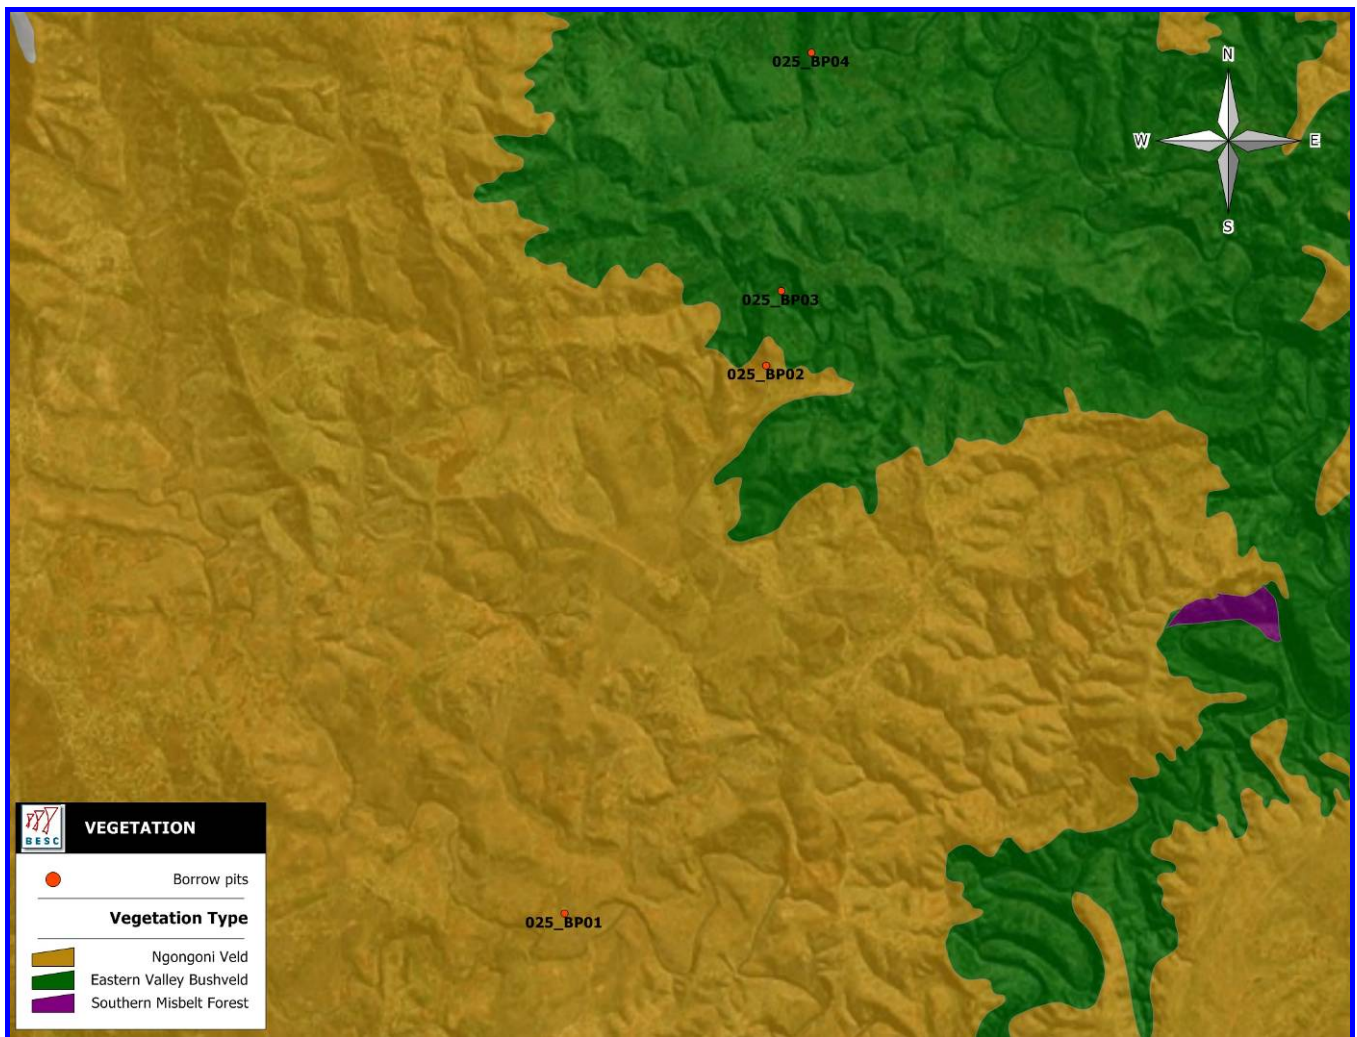 025_BP04
N
W
E
S
025_BP03
025_BP02
025_BP01
BESC
VEGETATION
Borrow pits
Vegetation Type
Ngongoni Veld
Eastern Valley Bushveld
Southern Misbelt Forest